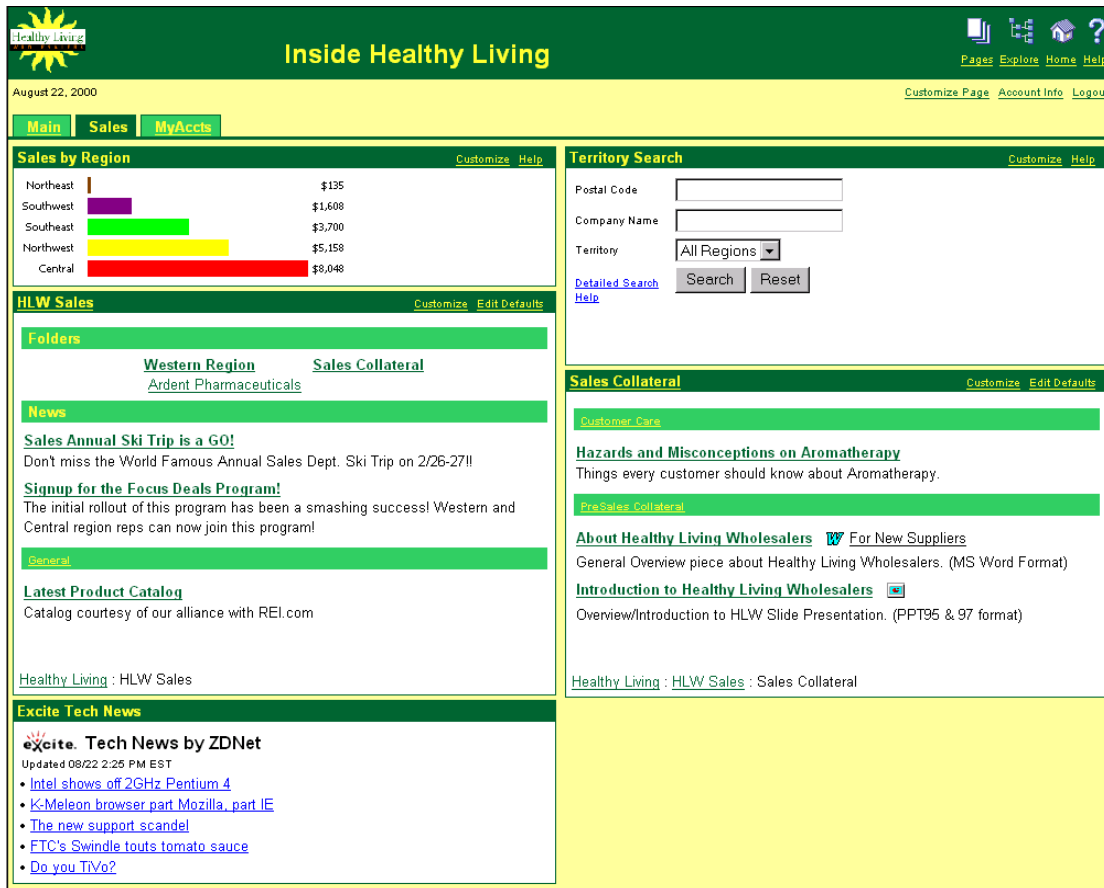 Healthy Living
Inside Healthy Living
Pages Explore Home Help
August 22, 2000
Customize Page Account Info Logou
Main Sales MyAccts
Sales by Region Customize Help
Northeast $135
Southwest $1,608
Southeast $3,700
Northwest $5,158
Central $8,048
HLW Sales Customize Edit Defaults
Folders
Western Region Sales Collateral
Ardent Pharmaceuticals
News
Sales Annual Ski Trip is a GO!
Don't miss the World Famous Annual Sales Dept. Ski Trip on 2/26-27!!
Signup for the Focus Deals Program!
The initial rollout of this program has been a smashing success! Western and
Central region reps can now join this program!
General
Latest Product Catalog
Catalog courtesy of our alliance with REI.com
Healthy Living : HLW Sales
Excite Tech News
excite. Tech News by ZDNet
Updated 08/22 2:25 PM EST
• Intel shows off 2GHz Pentium 4
• K-Meleon browser part Mozilla, part IE
• The new support scandel
• FTC's Swindle touts tomato sauce
• Do you TiVo?
Territory Search Customize Help
Postal Code
Company Name
Territory All Regions
Detailed Search Search Reset
Help
Sales Collateral Customize Edit Defaults
Customer Care
Hazards and Misconceptions on Aromatherapy
Things every customer should know about Aromatherapy.
PreSales Collateral
About Healthy Living Wholesalers W For New Suppliers
General Overview piece about Healthy Living Wholesalers. (MS Word Format)
Introduction to Healthy Living Wholesalers
Overview/Introduction to HLW Slide Presentation. (PPT95 & 97 format)
Healthy Living : HLW Sales : Sales Collateral